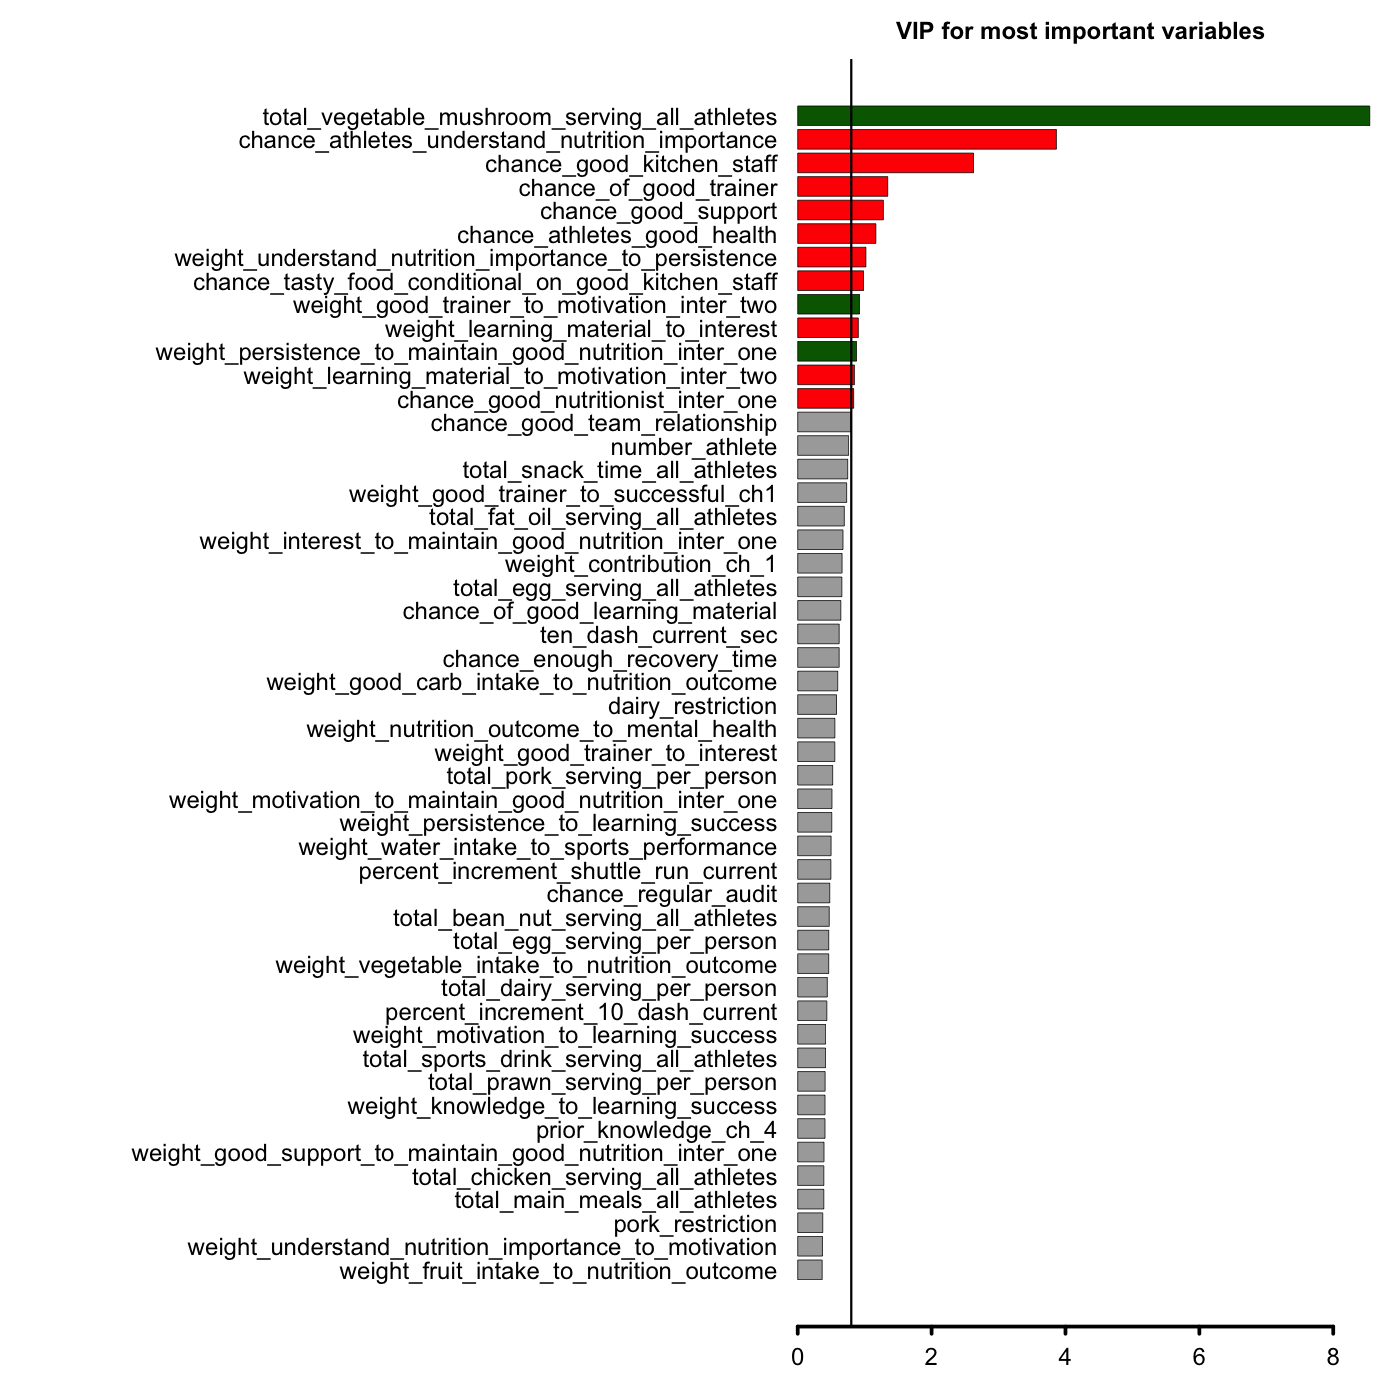 VIP for most important variables
total_vegetable_mushroom_serving_all_athletes
chance_athletes_understand_nutrition_importance
chance_good_kitchen_staff
chance_of_good_trainer
chance_good_support
chance_athletes_good_health
weight_understand_nutrition_importance_to_persistence
chance_tasty_food_conditional_on_good_kitchen_staff
weight_good_trainer_to_motivation_inter_two
weight_learning_material_to_interest
weight_persistence_to_maintain_good_nutrition_inter_one
weight_learning_material_to_motivation_inter_two
chance_good_nutritionist_inter_one
chance_good_team_relationship
number_athlete
total_snack_time_all_athletes
weight_good_trainer_to_successful_ch1
total_fat_oil_serving_all_athletes
weight_interest_to_maintain_good_nutrition_inter_one
weight_contribution_ch_1
total_egg_serving_all_athletes
chance_of_good_learning_material
ten_dash_current_sec
chance_enough_recovery_time
weight_good_carb_intake_to_nutrition_outcome
dairy_restriction
weight_nutrition_outcome_to_mental_health
weight_good_trainer_to_interest
total_pork_serving_per_person
weight_motivation_to_maintain_good_nutrition_inter_one
weight_persistence_to_learning_success
weight_water_intake_to_sports_performance
percent_increment_shuttle_run_current
chance_regular_audit
total_bean_nut_serving_all_athletes
total_egg_serving_per_person
weight_vegetable_intake_to_nutrition_outcome
total_dairy_serving_per_person
percent_increment_10_dash_current
weight_motivation_to_learning_success
total_sports_drink_serving_all_athletes
total_prawn_serving_per_person
weight_knowledge_to_learning_success
prior_knowledge_ch_4
weight_good_support_to_maintain_good_nutrition_inter_one
total_chicken_serving_all_athletes
total_main_meals_all_athletes
pork_restriction
weight_understand_nutrition_importance_to_motivation
weight_fruit_intake_to_nutrition_outcome
0 2 4 6 8